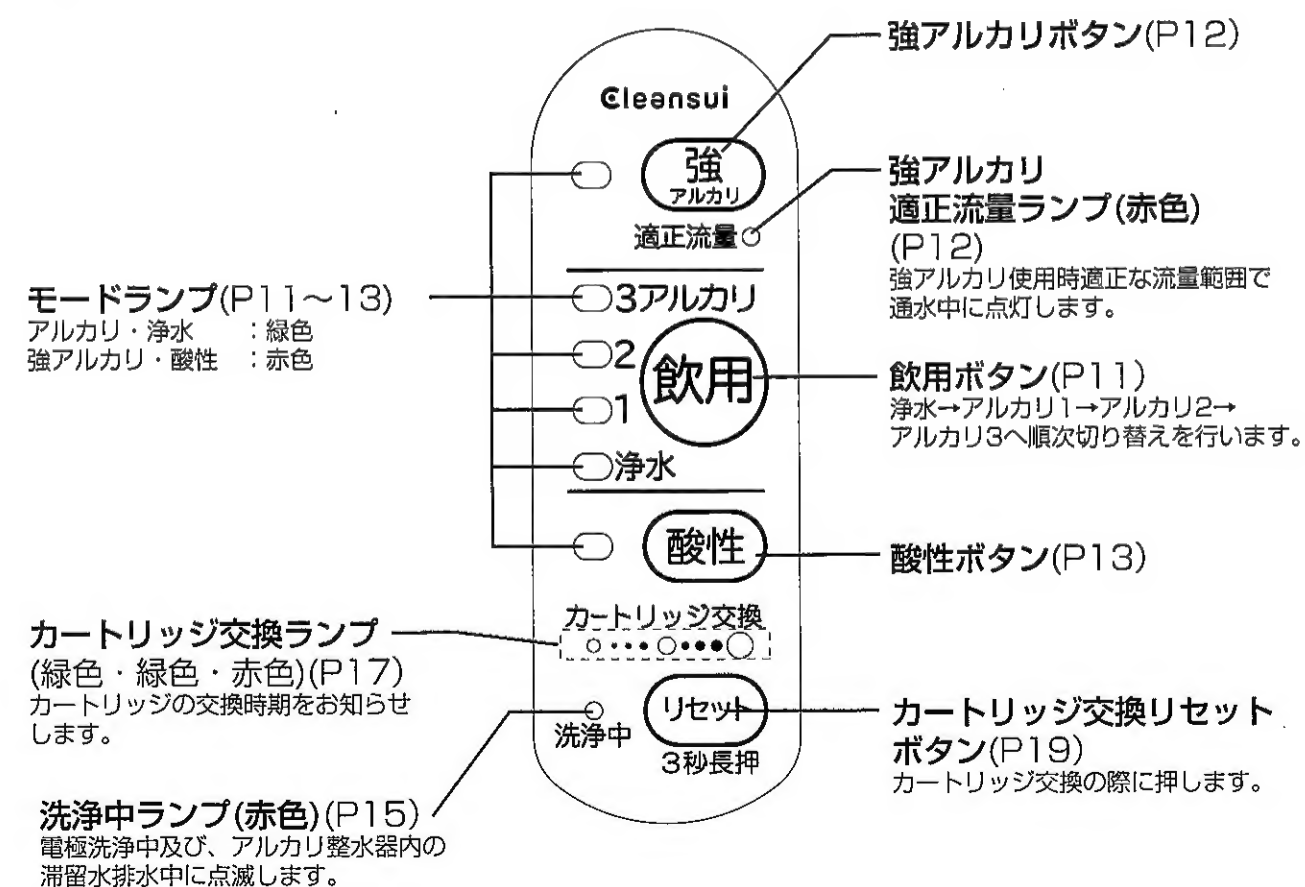 強アルカリボタン(P12)
Cleansui
強
アルカリ
適正流量
強アルカリ
適正流量ランプ(赤色)
(P12)
強アルカリ使用時適正な流量範囲で
通水中に点灯します。
モードランプ(P11～13)
アルカリ・浄水　：緑色
強アルカリ・酸性　：赤色
3アルカリ
2
1
浄水
飲用
飲用ボタン(P11)
浄水→アルカリ1→アルカリ2→
アルカリ3へ順次切り替えを行います。
酸性
酸性ボタン(P13)
カートリッジ交換
カートリッジ交換ランプ
(緑色・緑色・赤色)(P17)
カートリッジの交換時期をお知らせ
します。
リセット
洗浄中
3秒長押
カートリッジ交換リセット
ボタン(P19)
カートリッジ交換の際に押します。
洗浄中ランプ(赤色)(P15)
電極洗浄中及び、アルカリ整水器内の
滞留水排水中に点滅します。